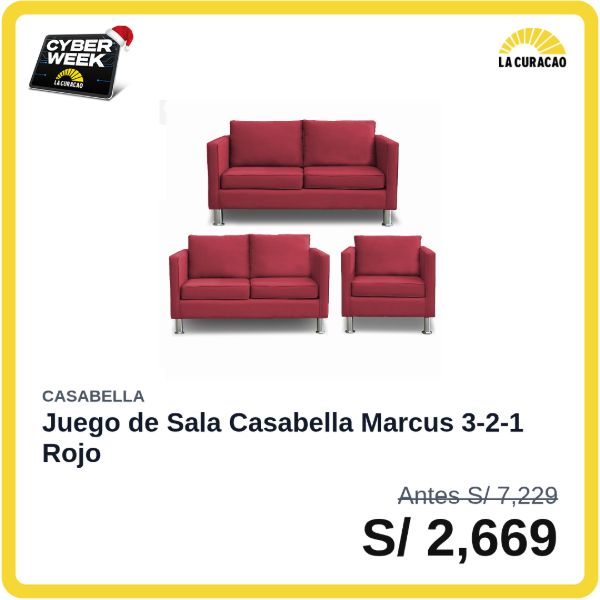 CYBER
WEEK
LA CURACAO
LA CURACAO
CASABELLA
Juego de Sala Casabella Marcus 3-2-1
Rojo
Antes S/ 7,229
S/ 2,669